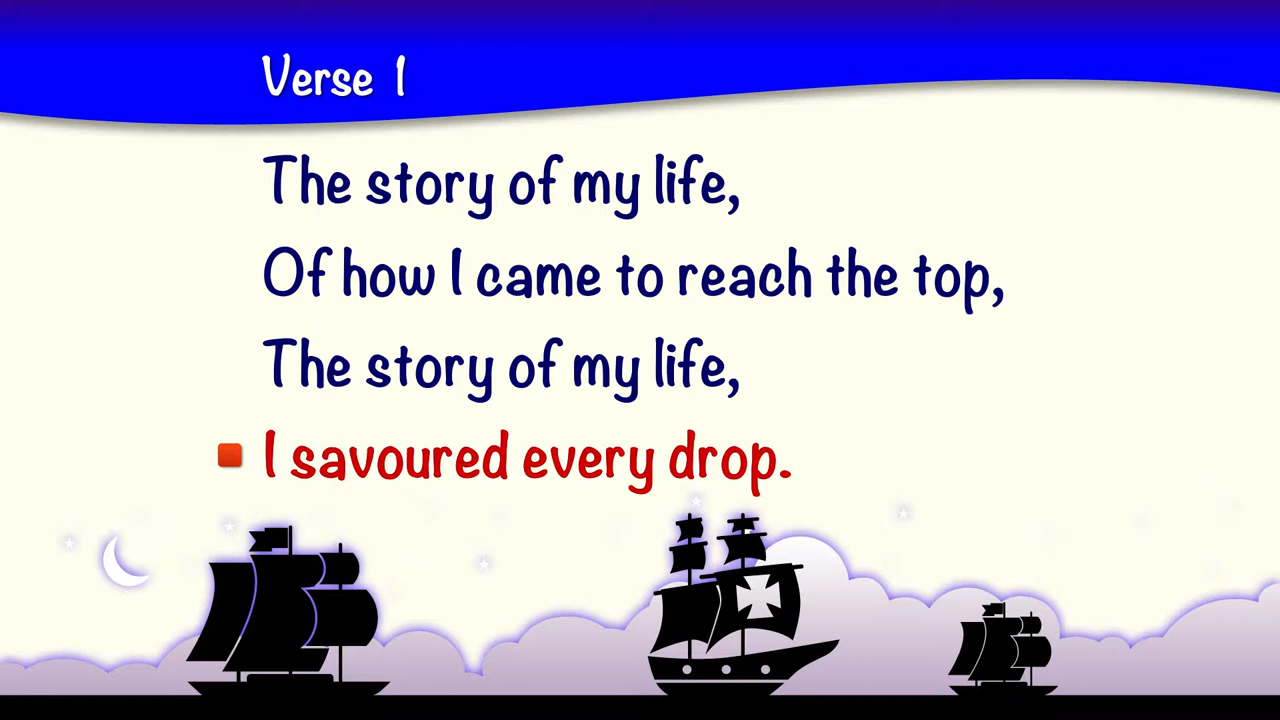 Verse 1
The story of my life,
Of how I came to reach the top,
The story of my life,
I savoured every drop.